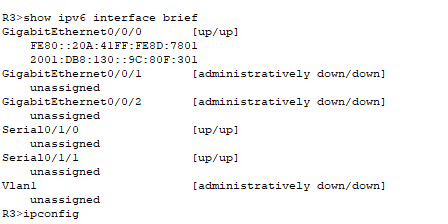 R3>show ipv6 interface brief
GigabitEthernet0/0/0 [up/up]
FE80::20A:41FF:FE8D:7801
2001:DB8:130::9C:80F:301
GigabitEthernet0/0/1 [administratively down/down]
unassigned
GigabitEthernet0/0/2 [administratively down/down]
unassigned
Serial0/1/0 [up/up]
unassigned
Serial0/1/1 [up/up]
unassigned
Vlan1 [administratively down/down]
unassigned
R3>ipconfig